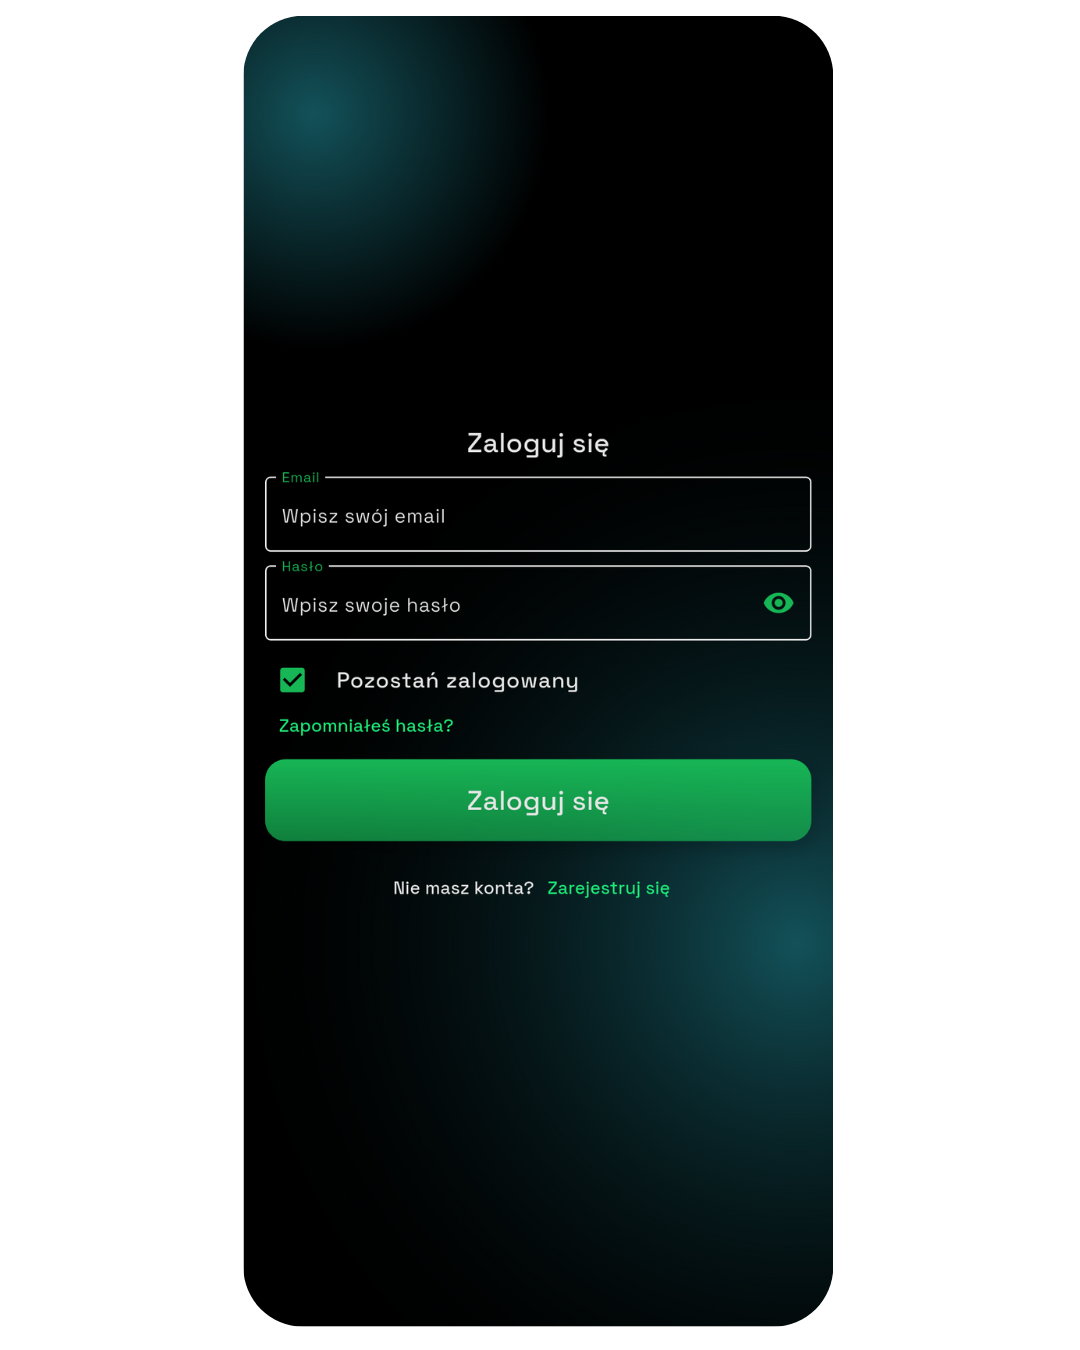 Zaloguj się
Email
Wpisz swój email
Hasło
Wpisz swoje hasło
Pozostań zalogowany
Zapomniałeś hasła?
Zaloguj się
Nie masz konta? Zarejestruj się